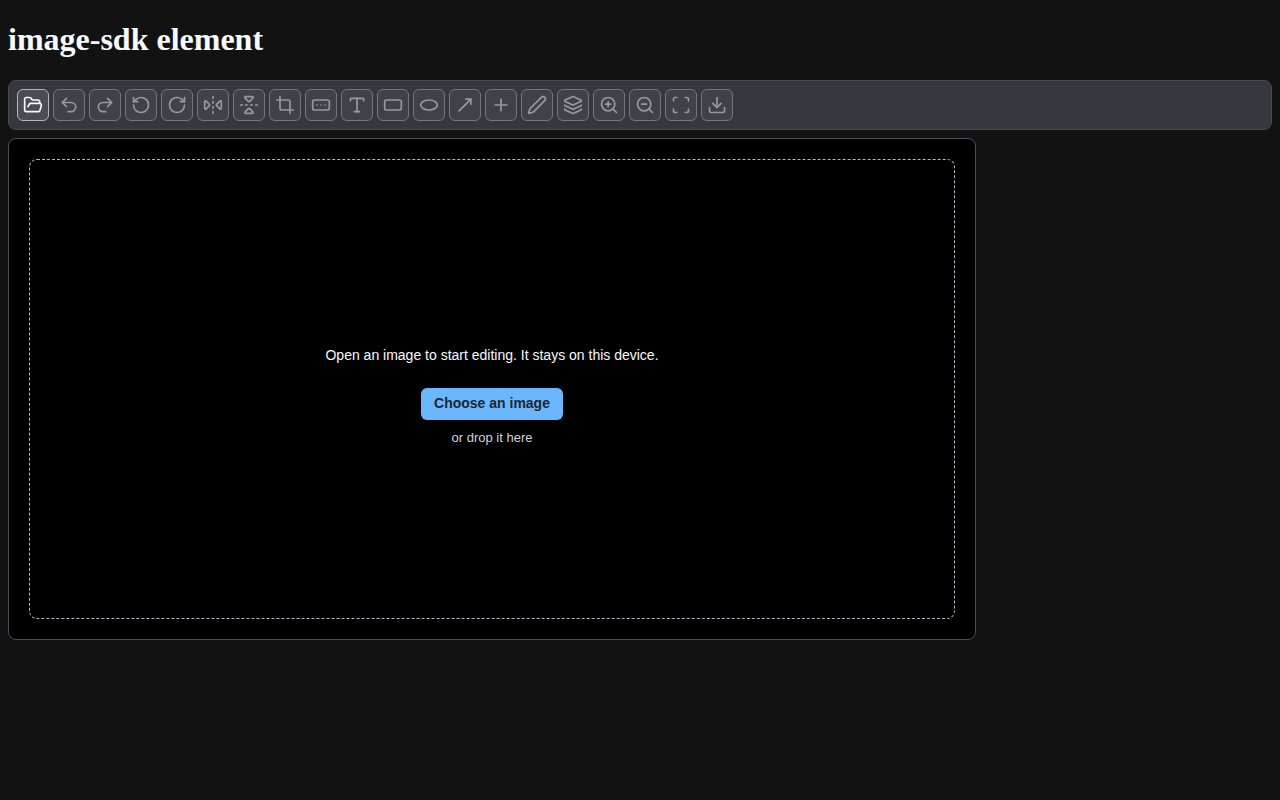 image-sdk element
Open an image to start editing. It stays on this device.
Choose an image
or drop it here